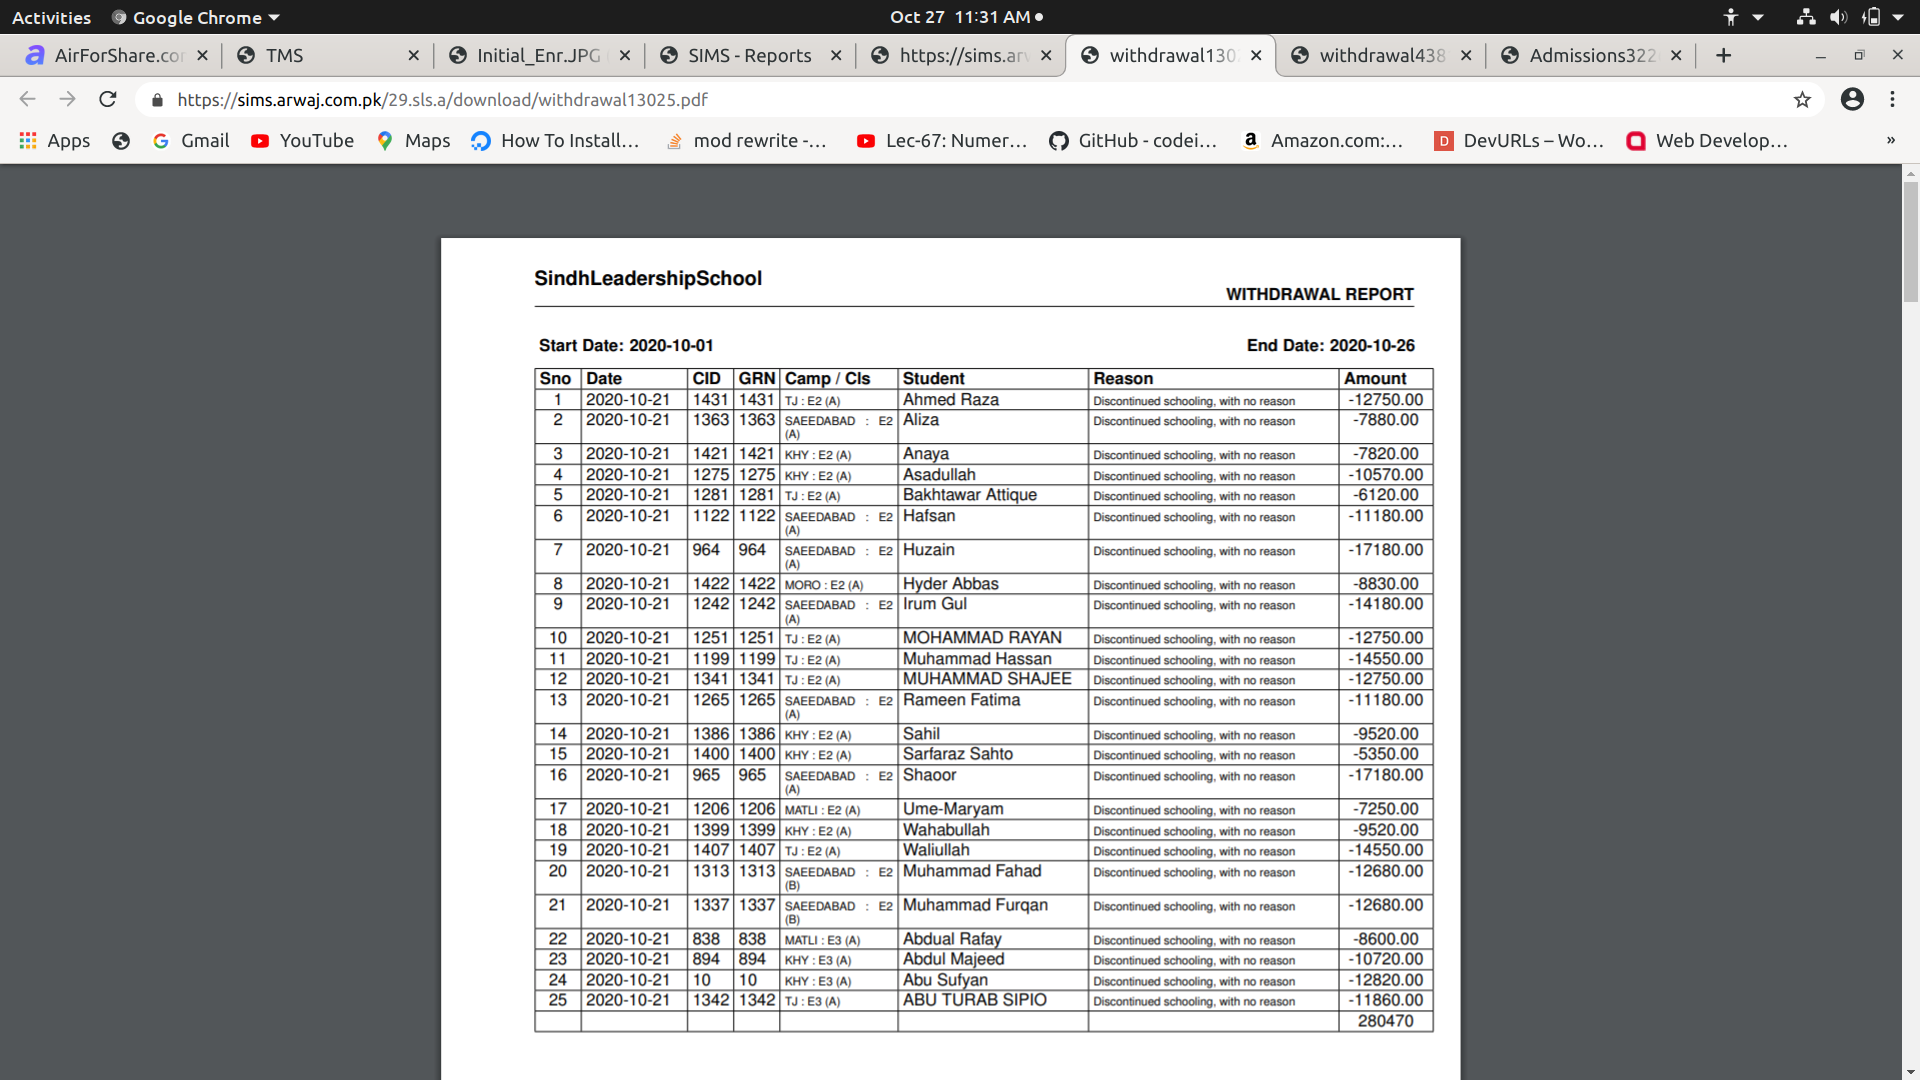 Activities Google Chrome Oct 27 11:31 AM
AirForShare.co TMS Initial_Enr.JPG SIMS - Reports https://sims.ar withdrawal130 withdrawal438 Admissions322
https://sims.arwaj.com.pk/29.sls.a/download/withdrawal13025.pdf
Apps Gmail YouTube Maps How To Install... mod rewrite -... Lec-67: Numer... GitHub - codei... Amazon.com:... DevURLs – Wo... Web Develop... »
SindhLeadershipSchool
WITHDRAWAL REPORT
Start Date: 2020-10-01 End Date: 2020-10-26
Sno Date CID GRN Camp / Cls Student Reason Amount
1 2020-10-21 1431 1431 TJ : E2 (A) Ahmed Raza Discontinued schooling, with no reason -12750.00
2 2020-10-21 1363 1363 SAEEDABAD : E2 Aliza Discontinued schooling, with no reason -7880.00
(A)
3 2020-10-21 1421 1421 KHY : E2 (A) Anaya Discontinued schooling, with no reason -7820.00
4 2020-10-21 1275 1275 KHY : E2 (A) Asadullah Discontinued schooling, with no reason -10570.00
5 2020-10-21 1281 1281 TJ : E2 (A) Bakhtawar Attique Discontinued schooling, with no reason -6120.00
6 2020-10-21 1122 1122 SAEEDABAD : E2 Hafsan Discontinued schooling, with no reason -11180.00
(A)
7 2020-10-21 964 964 SAEEDABAD : E2 Huzain Discontinued schooling, with no reason -17180.00
(A)
8 2020-10-21 1422 1422 MORO : E2 (A) Hyder Abbas Discontinued schooling, with no reason -8830.00
9 2020-10-21 1242 1242 SAEEDABAD : E2 Irum Gul Discontinued schooling, with no reason -14180.00
(A)
10 2020-10-21 1251 1251 TJ : E2 (A) MOHAMMAD RAYAN Discontinued schooling, with no reason -12750.00
11 2020-10-21 1199 1199 TJ : E2 (A) Muhammad Hassan Discontinued schooling, with no reason -14550.00
12 2020-10-21 1341 1341 TJ : E2 (A) MUHAMMAD SHAJEE Discontinued schooling, with no reason -12750.00
13 2020-10-21 1265 1265 SAEEDABAD : E2 Rameen Fatima Discontinued schooling, with no reason -11180.00
(A)
14 2020-10-21 1386 1386 KHY : E2 (A) Sahil Discontinued schooling, with no reason -9520.00
15 2020-10-21 1400 1400 KHY : E2 (A) Sarfaraz Sahto Discontinued schooling, with no reason -5350.00
16 2020-10-21 965 965 SAEEDABAD : E2 Shaoor Discontinued schooling, with no reason -17180.00
(A)
17 2020-10-21 1206 1206 MATLI : E2 (A) Ume-Maryam Discontinued schooling, with no reason -7250.00
18 2020-10-21 1399 1399 KHY : E2 (A) Wahabullah Discontinued schooling, with no reason -9520.00
19 2020-10-21 1407 1407 TJ : E2 (A) Waliullah Discontinued schooling, with no reason -14550.00
20 2020-10-21 1313 1313 SAEEDABAD : E2 Muhammad Fahad Discontinued schooling, with no reason -12680.00
(B)
21 2020-10-21 1337 1337 SAEEDABAD : E2 Muhammad Furqan Discontinued schooling, with no reason -12680.00
(B)
22 2020-10-21 838 838 MATLI : E3 (A) Abdual Rafay Discontinued schooling, with no reason -8600.00
23 2020-10-21 894 894 KHY : E3 (A) Abdul Majeed Discontinued schooling, with no reason -10720.00
24 2020-10-21 10 10 KHY : E3 (A) Abu Sufyan Discontinued schooling, with no reason -12820.00
25 2020-10-21 1342 1342 TJ : E3 (A) ABU TURAB SIPIO Discontinued schooling, with no reason -11860.00
280470